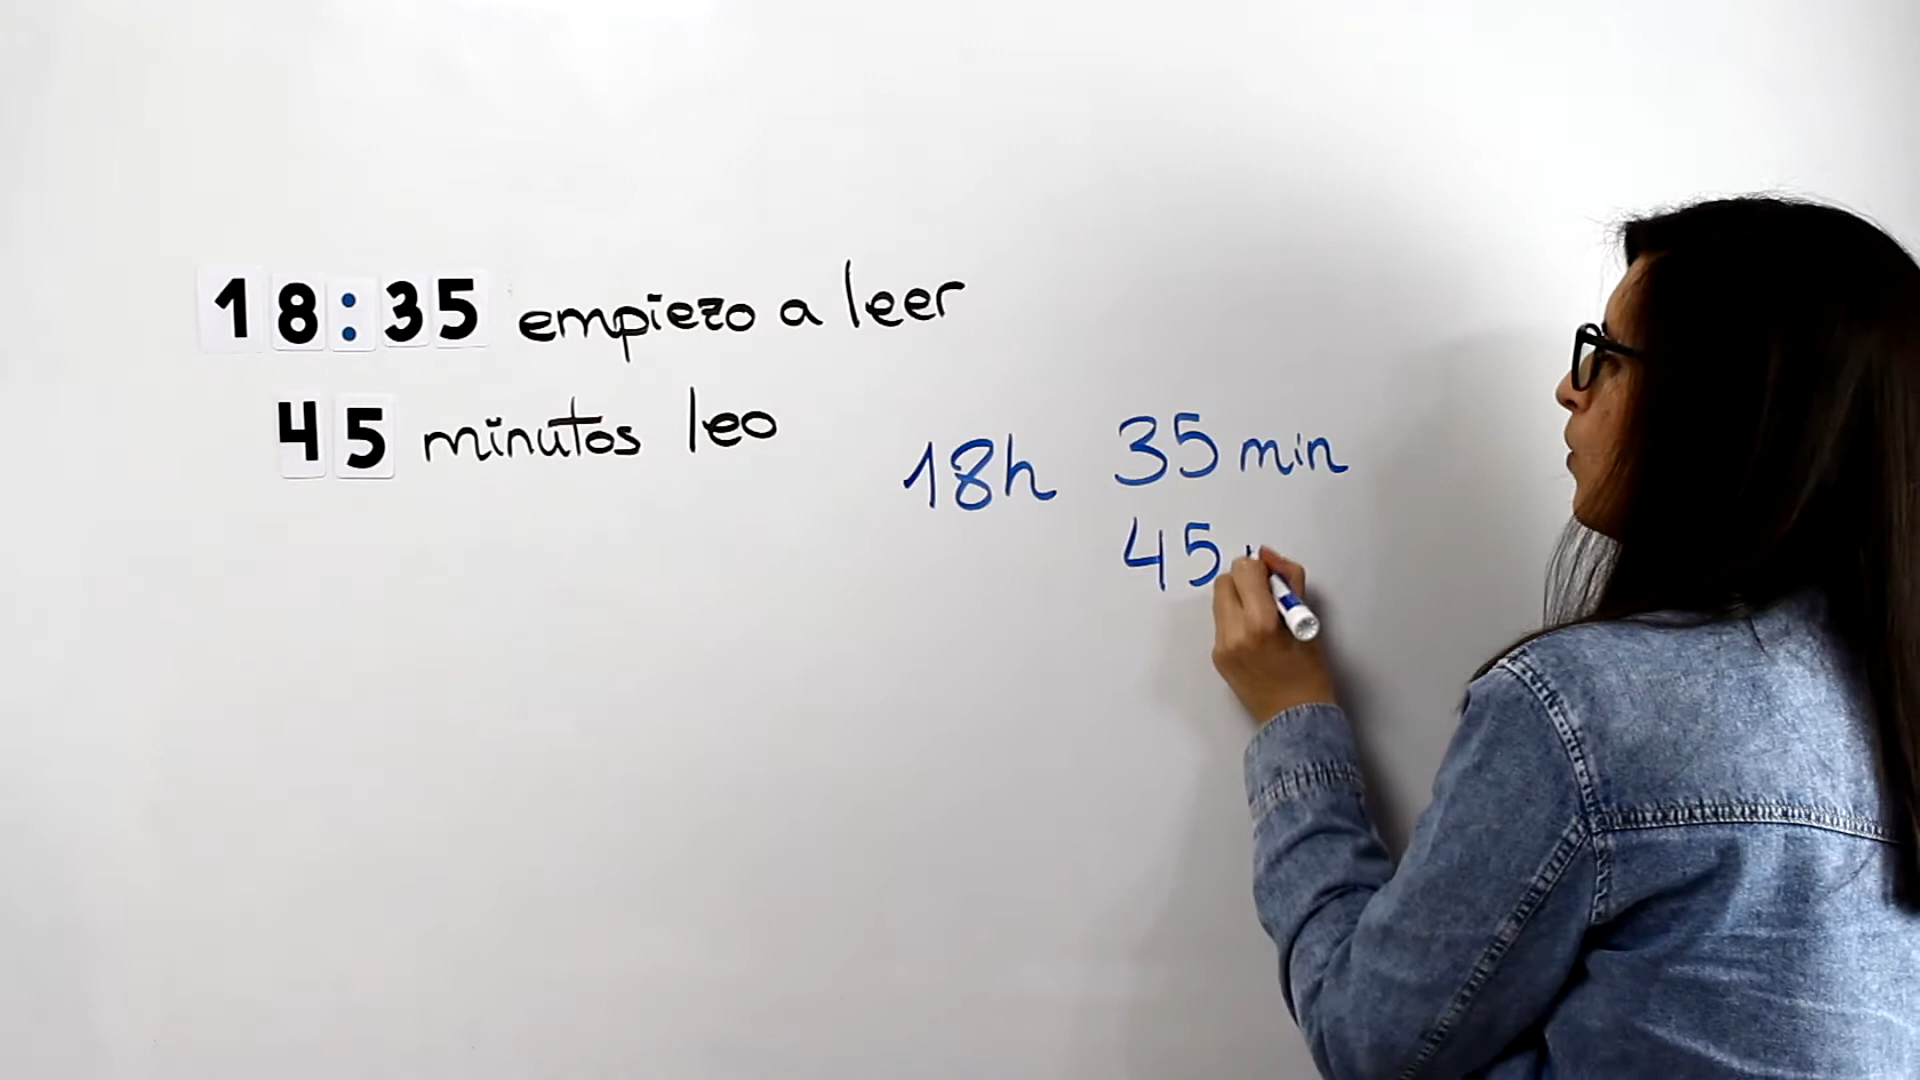 18:35 empiezo a leer
45 minutos leo
18h 35 min
45